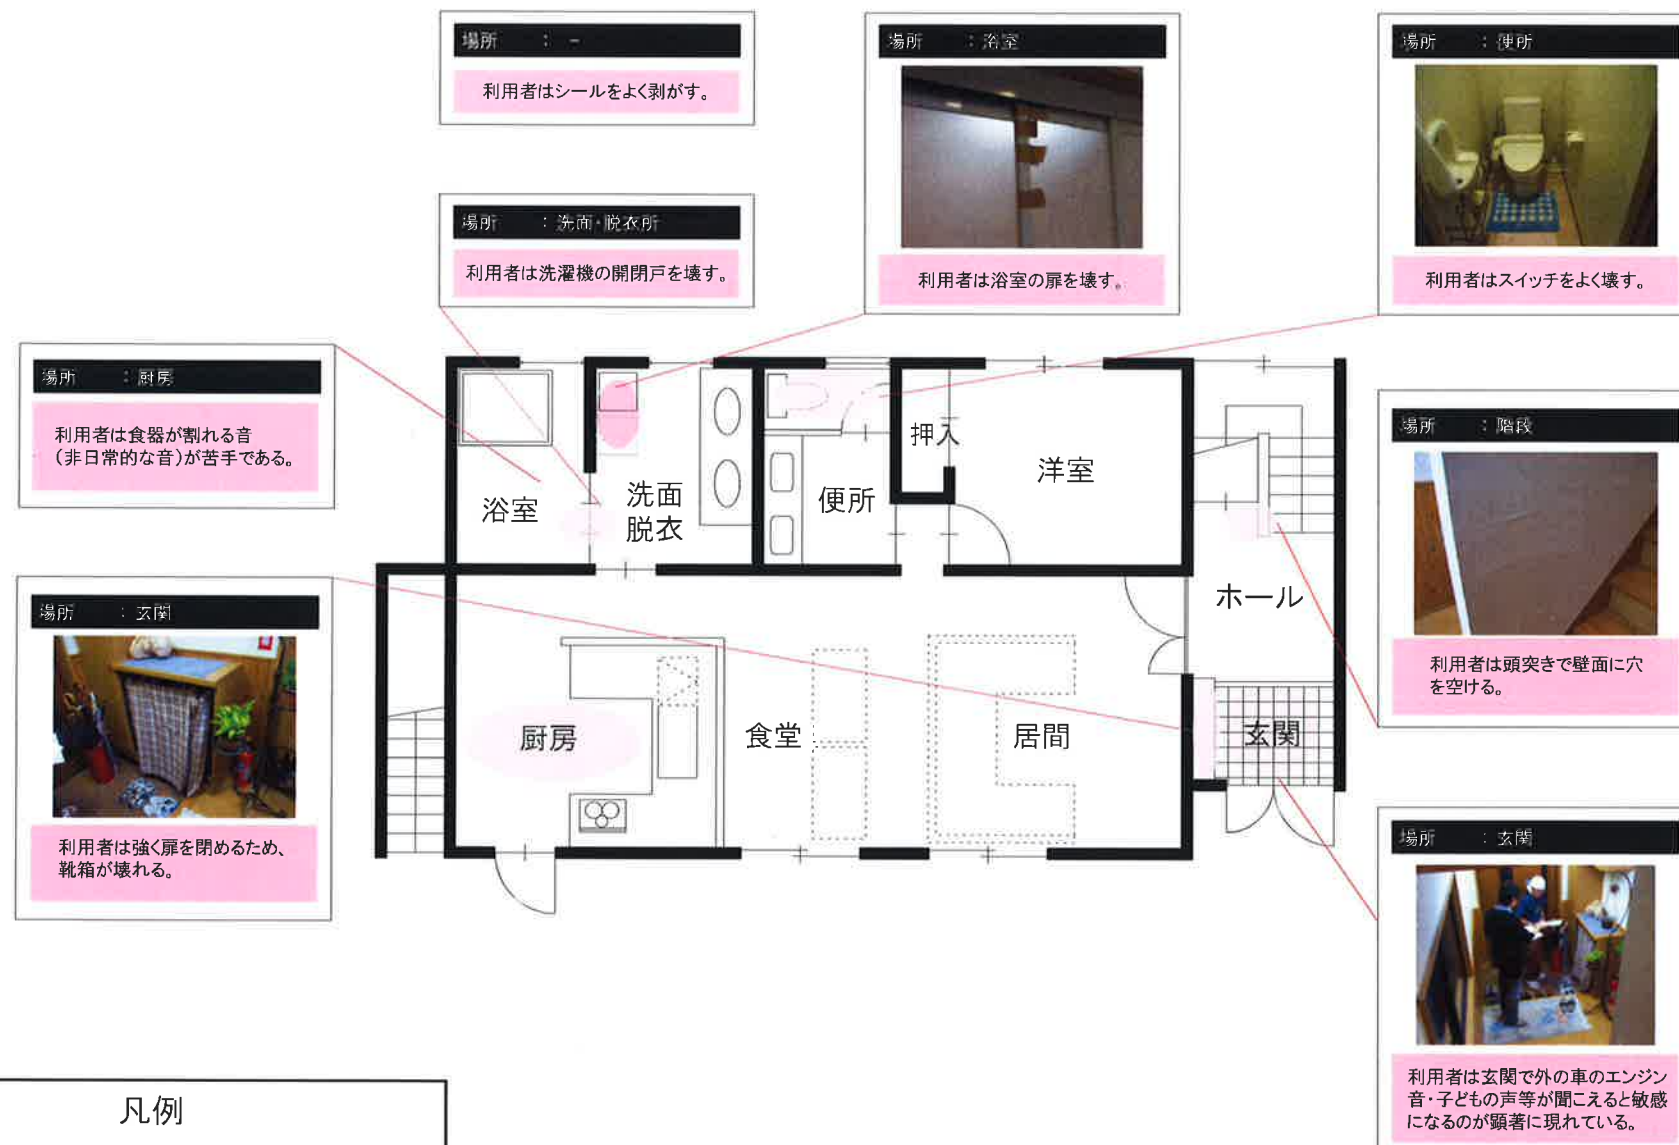 場所　：－
利用者はシールをよく剥がす。
場所　：浴室
利用者は浴室の扉を壊す。
場所　：便所
利用者はスイッチをよく壊す。
場所　：洗面・脱衣所
利用者は洗濯機の開閉戸を壊す。
場所　：厨房
利用者は食器が割れる音
（非日常的な音）が苦手である。
場所　：階段
利用者は頭突きで壁面に穴
を空ける。
場所　：玄関
利用者は強く扉を閉めるため、
靴箱が壊れる。
場所　：玄関
利用者は玄関で外の車のエンジン
音・子どもの声等が聞こえると敏感
になるのが顕著に現れている。
浴室
洗面
脱衣
便所
押入
洋室
ホール
厨房
食堂
居間
玄関
凡例